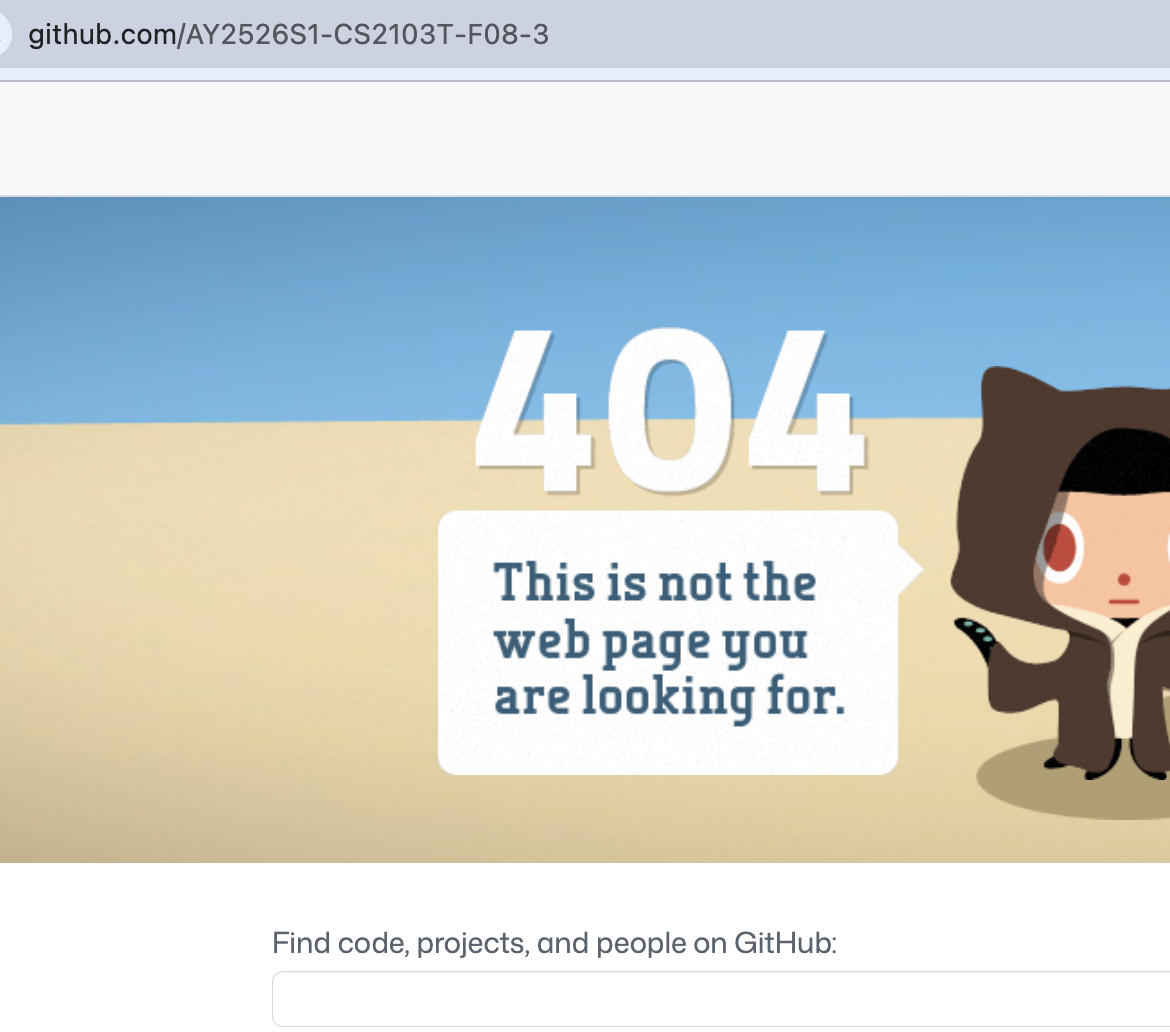 github.com/AY2526S1-CS2103T-F08-3
404
This is not the
web page you
are looking for.
Find code, projects, and people on GitHub: